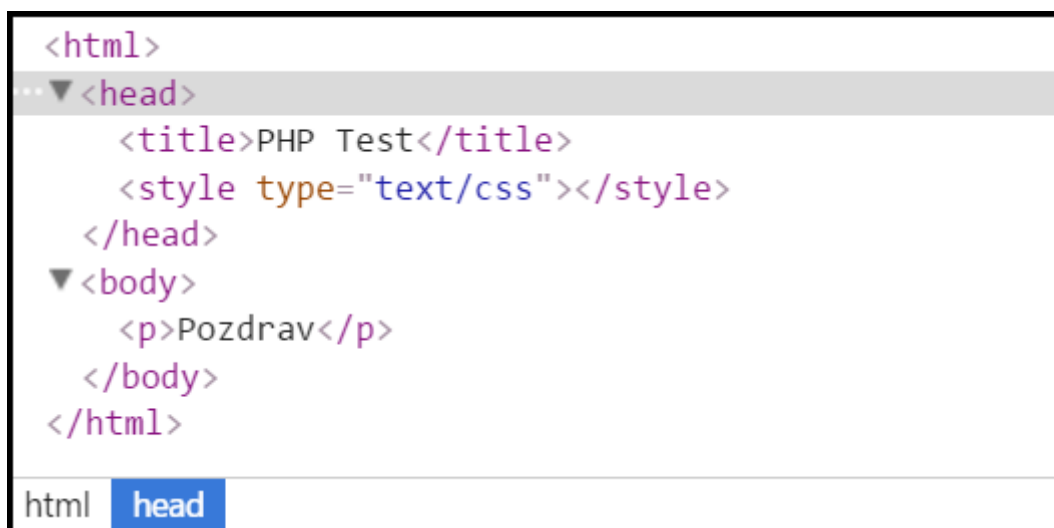 <html>
··· ▼ <head>
<title>PHP Test</title>
<style type="text/css"></style>
</head>
▼ <body>
<p>Pozdrav</p>
</body>
</html>
html head